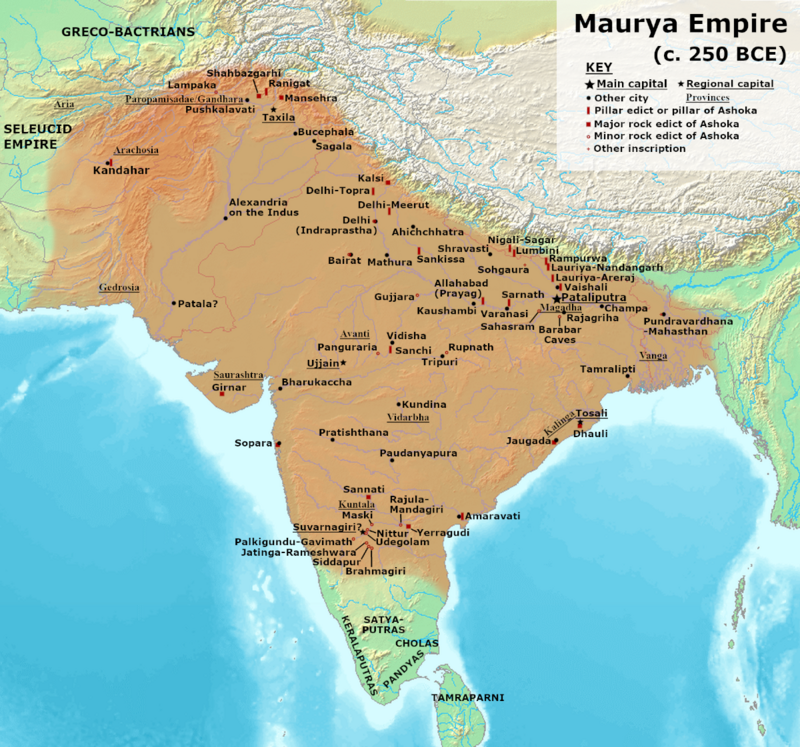 Maurya Empire
(c. 250 BCE)
KEY
Main capital
Regional capital
Other city
Provinces
Pillar edict or pillar of Ashoka
Major rock edict of Ashoka
Minor rock edict of Ashoka
Other inscription
GRECO-BACTRIANS
Shahbazgarhi
Lampaka
Ranigat
Paropamisadae/Gandhara
Mansehra
Aria
Pushkalavati
Taxila
SELEUCID
EMPIRE
Bucephala
Sagala
Arachosia
Kandahar
Kalsi
Delhi-Topra
Alexandria
on the Indus
Delhi-Meerut
Delhi
(Indraprastha)
Ahichchhatra
Nigali-Sagar
Shravasti
Lumbini
Bairat
Mathura
Sankissa
Rampurwa
Sohgaura
Lauriya-Nandangarh
Lauriya-Areraj
Gedrosia
Allahabad
(Prayag)
Vaishali
Gujjara
Sarnath
Pataliputra
Patala?
Kaushambi
Varanasi
Magadha
Champa
Sahasram
Rajagriha
Pundravardhana
-Mahasthan
Barabar
Caves
Avanti
Vidisha
Panguraria
Sanchi
Rupnath
Tripuri
Vanga
Ujjain
Saurashtra
Girnar
Bharukaccha
Tamralipti
Kundina
Vidarbha
Tosali
Kalinga
Dhauli
Sopara
Pratishthana
Jaugada
Paudanyapura
Sannati
Kuntala
Rajula-
Mandagiri
Maski
Amaravati
Suvarnagiri?
Nittur
Yerragudi
Palkigundu-Gavimath
Udegolam
Jatinga-Rameshwara
Siddapur
Brahmagiri
SATYA-
PUTRAS
KERALAPUTRAS
CHOLAS
PANDYAS
TAMRAPARNI